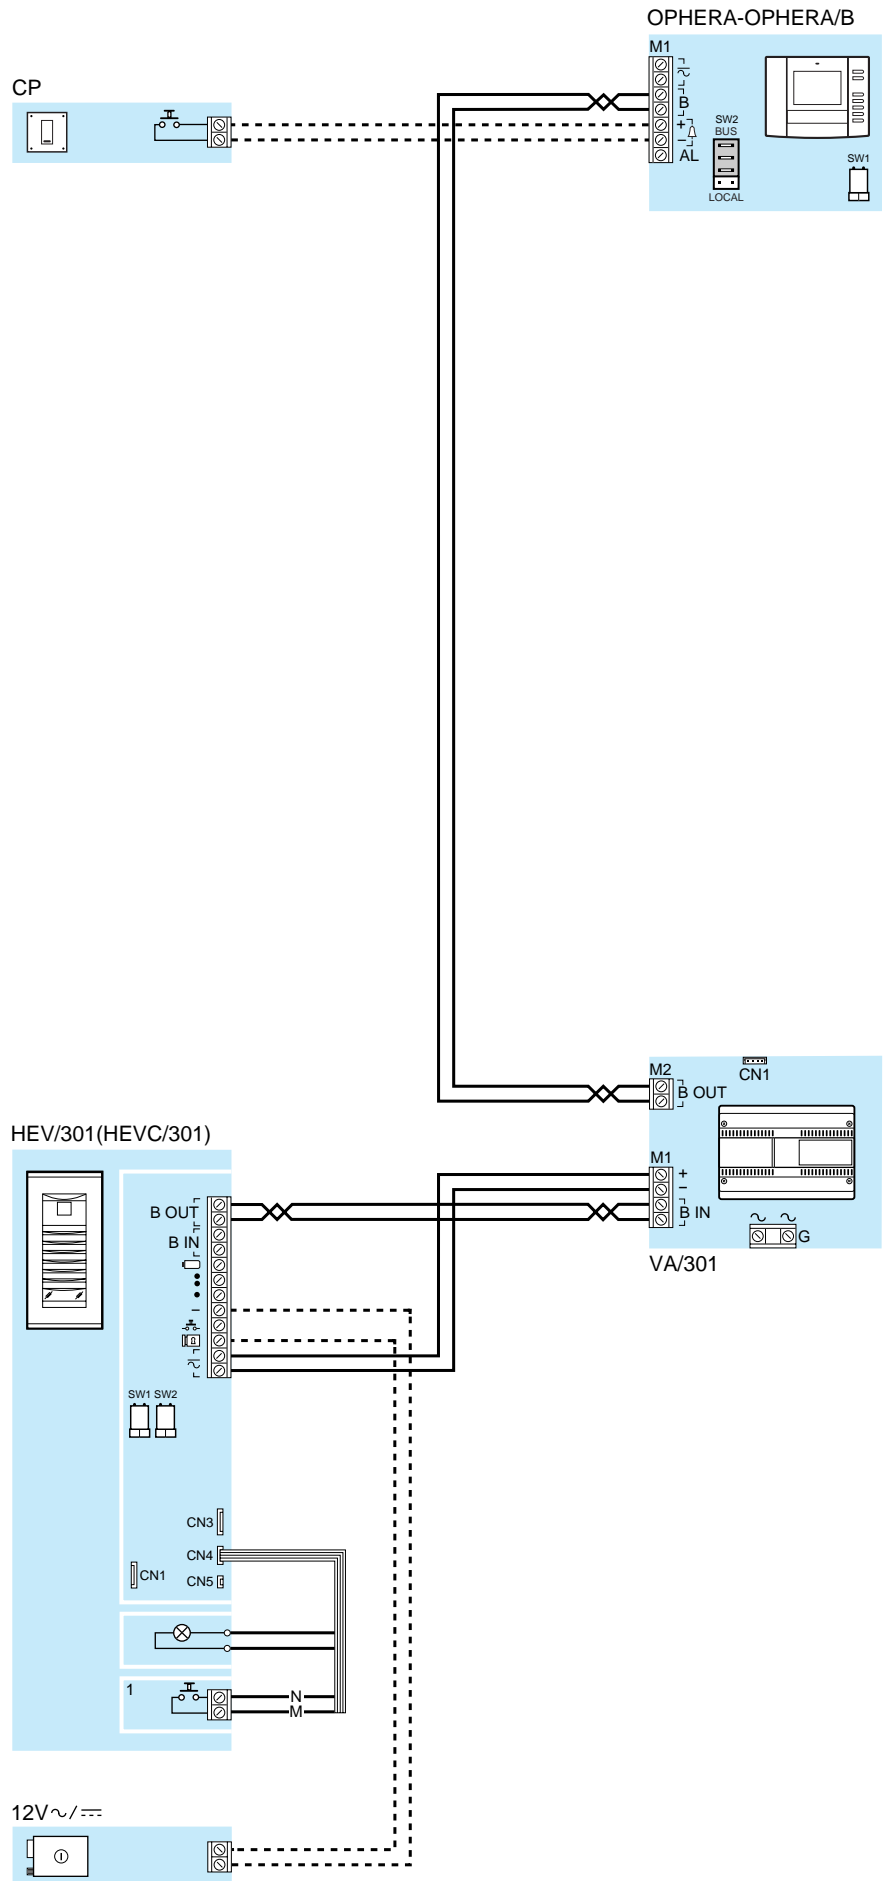 OPHERA-OPHERA/B
M1
B
+
−
AL
SW2
BUS
LOCAL
SW1
CP
M2
B OUT
CN1
M1
+
−
B IN
G
VA/301
HEV/301(HEVC/301)
B OUT
B IN
−
SW1 SW2
CN3
CN4
CN1
CN5
1
N
M
12V~/⎓